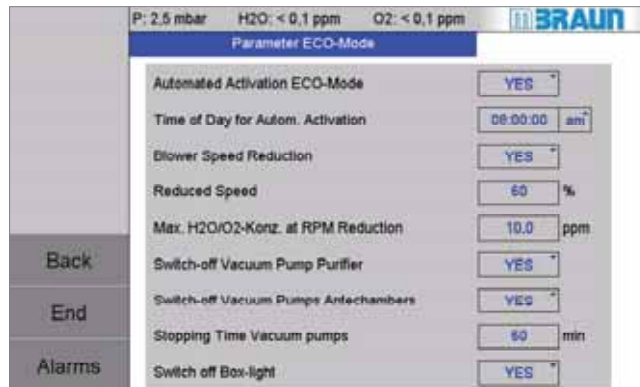 P: 2,5 mbar H2O: < 0,1 ppm O2: < 0,1 ppm MBRAUN
Parameter ECO-Mode
Automated Activation ECO-Mode YES
Time of Day for Autom. Activation 08:00:00 am
Blower Speed Reduction YES
Reduced Speed 60 %
Max. H2O/O2-Konz. at RPM Reduction 10.0 ppm
Back Switch-off Vacuum Pump Purifier YES
Switch-off Vacuum Pumps Antechambers YES
End
Stopping Time Vacuum pumps 60 min
Alarms Switch off Box-light YES